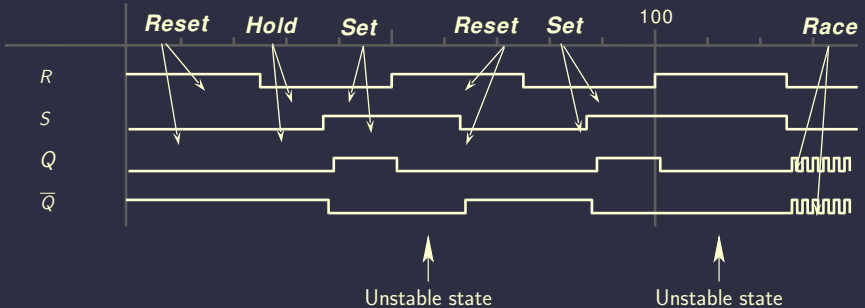 Reset Hold Set Reset Set 100 Race
R
S
Q
Q̅
Unstable state Unstable state